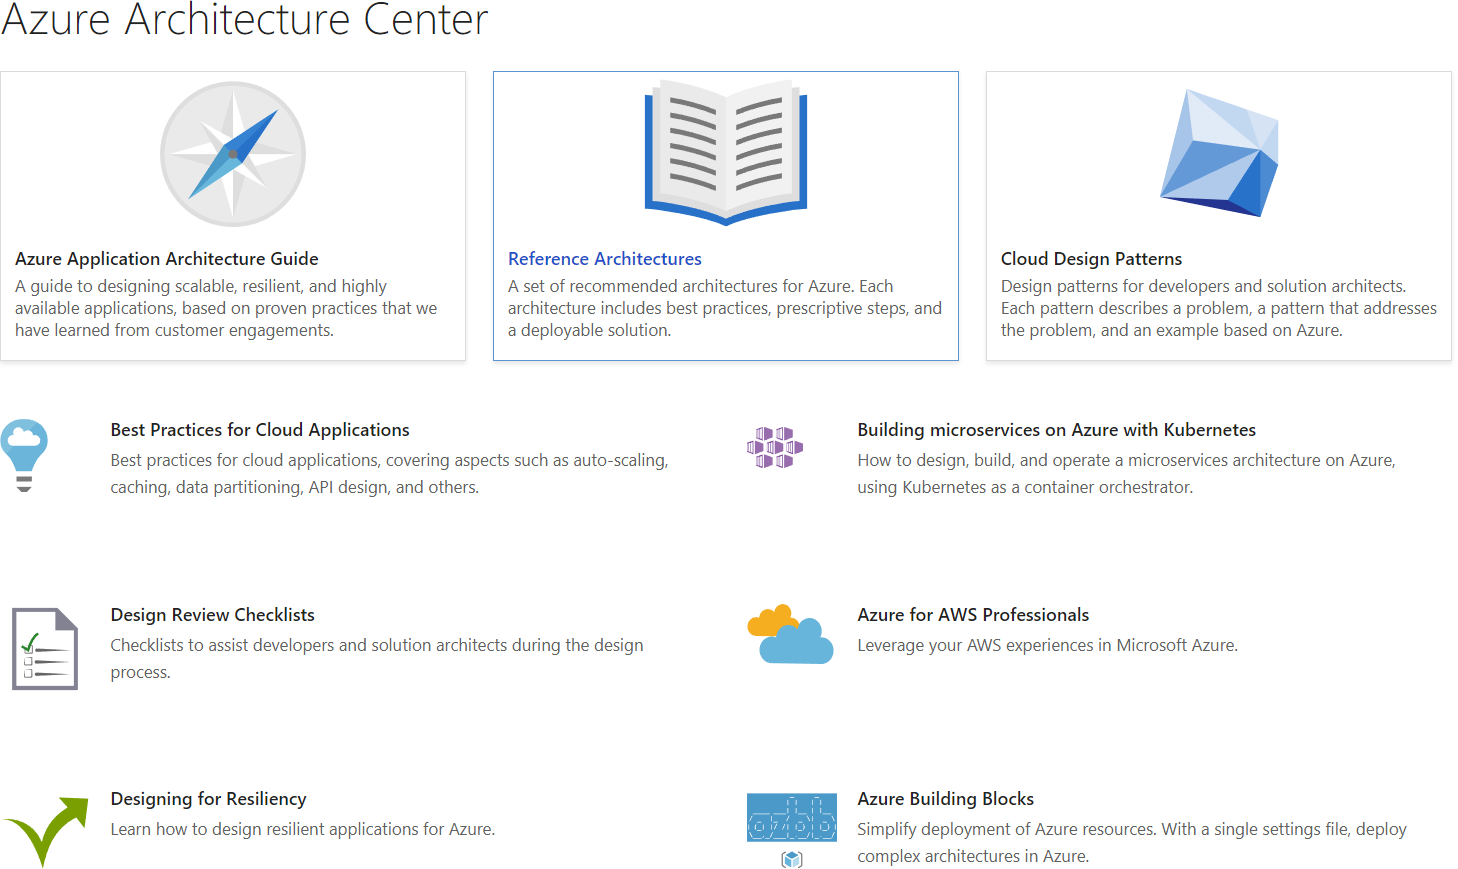 Azure Architecture Center
Azure Application Architecture Guide
A guide to designing scalable, resilient, and highly
available applications, based on proven practices that we
have learned from customer engagements.
Reference Architectures
A set of recommended architectures for Azure. Each
architecture includes best practices, prescriptive steps, and
a deployable solution.
Cloud Design Patterns
Design patterns for developers and solution architects.
Each pattern describes a problem, a pattern that addresses
the problem, and an example based on Azure.
Best Practices for Cloud Applications
Best practices for cloud applications, covering aspects such as auto-scaling,
caching, data partitioning, API design, and others.
Building microservices on Azure with Kubernetes
How to design, build, and operate a microservices architecture on Azure,
using Kubernetes as a container orchestrator.
Design Review Checklists
Checklists to assist developers and solution architects during the design
process.
Azure for AWS Professionals
Leverage your AWS experiences in Microsoft Azure.
Designing for Resiliency
Learn how to design resilient applications for Azure.
azbb
Azure Building Blocks
Simplify deployment of Azure resources. With a single settings file, deploy
complex architectures in Azure.